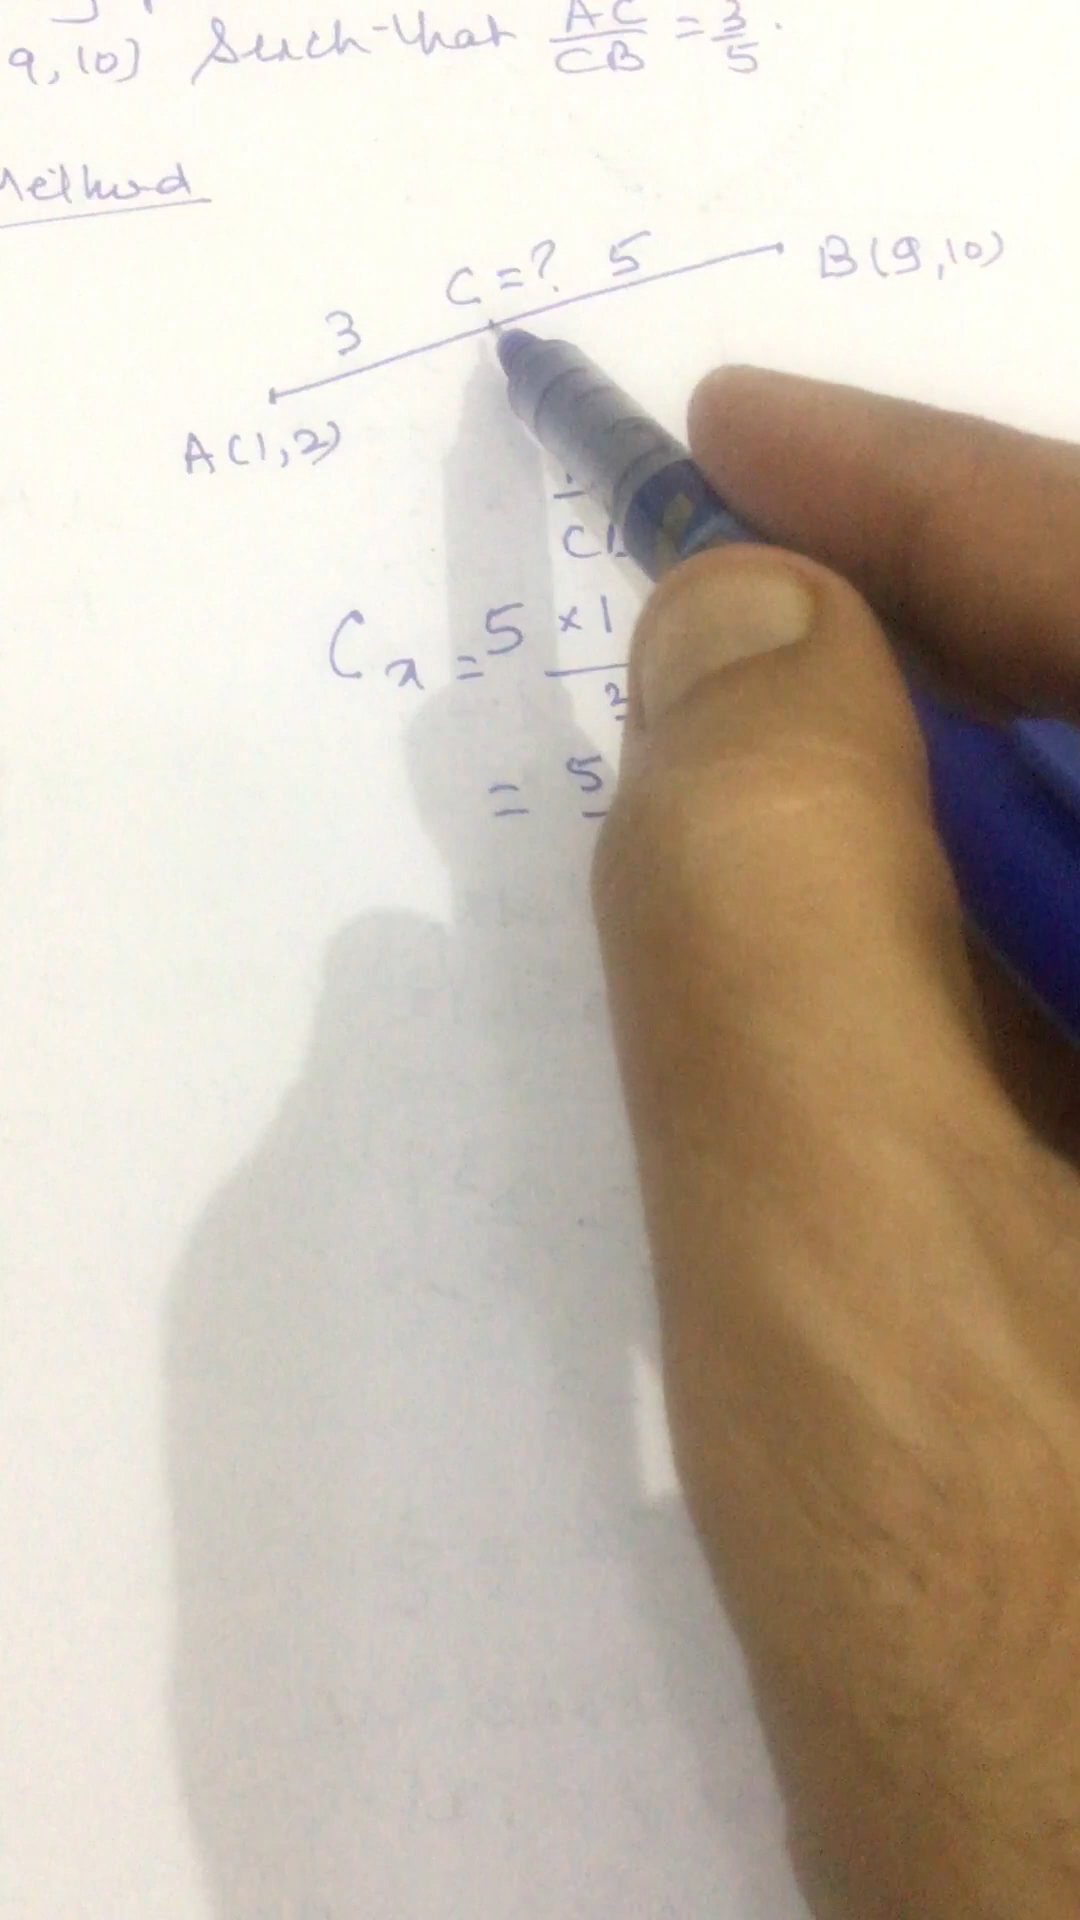 9, 10) Such that AC/CB = 3/5.
Method
C = ? 5 B(9,10)
3
A(1,2)
C
Cx = 5 × 1
= 5